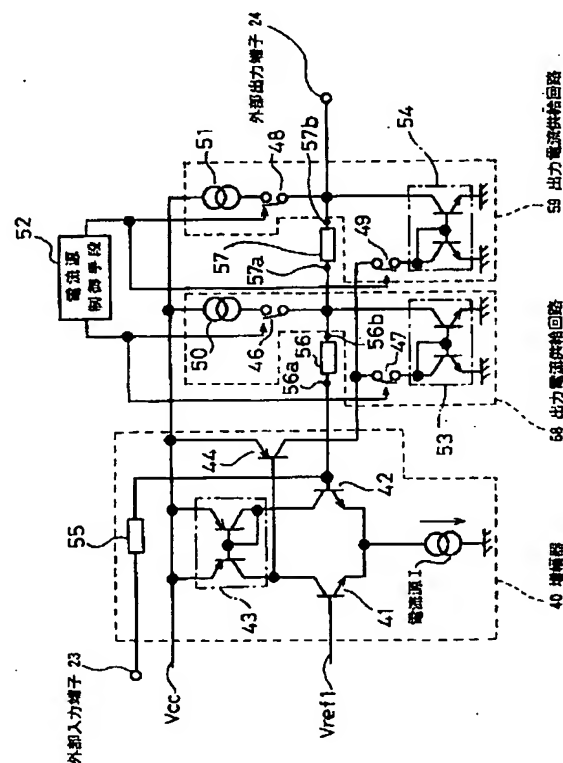 外部入力端子 23
Vcc
Vref1
55
43
44
41
42
電流源 I
40 増幅器
52
電流源
制御手段
50
46
56a
56
56b
47
53
58 出力電流供給回路
51
48
57
57a
57b
49
54
59 出力電流供給回路
外部出力端子 24